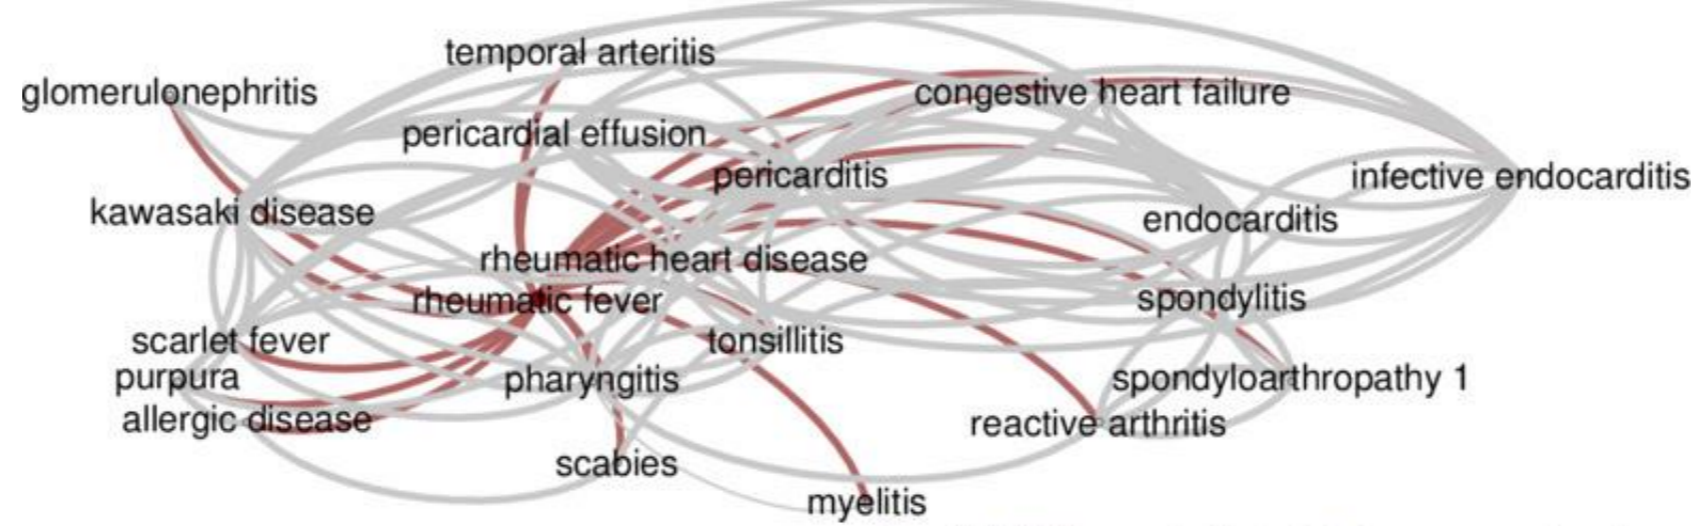 temporal arteritis
glomerulonephritis
congestive heart failure
pericardial effusion
pericarditis
infective endocarditis
kawasaki disease
endocarditis
rheumatic heart disease
rheumatic fever
spondylitis
scarlet fever
tonsillitis
purpura
pharyngitis
spondyloarthropathy 1
allergic disease
reactive arthritis
scabies
myelitis